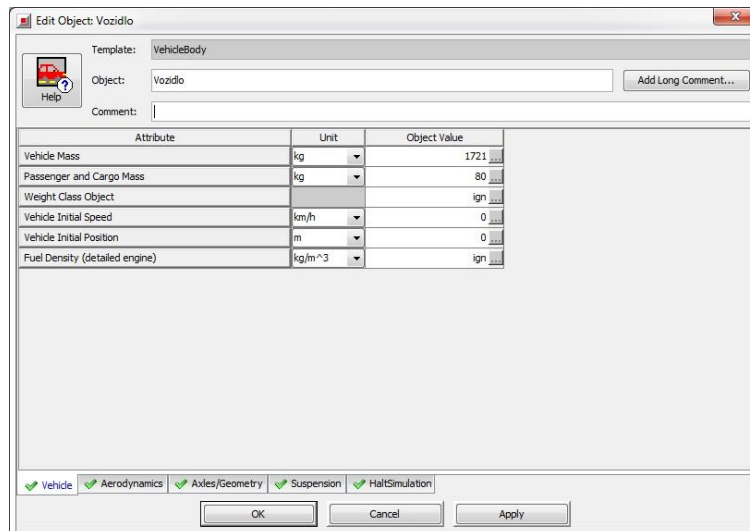 Edit Object: Vozidlo
Template: VehicleBody
Help
Object: Vozidlo Add Long Comment...
Comment:
Attribute Unit Object Value
Vehicle Mass kg 1721 ...
Passenger and Cargo Mass kg 80 ...
Weight Class Object ign ...
Vehicle Initial Speed km/h 0 ...
Vehicle Initial Position m 0 ...
Fuel Density (detailed engine) kg/m^3 ign ...
Vehicle Aerodynamics Axles/Geometry Suspension HaltSimulation
OK Cancel Apply